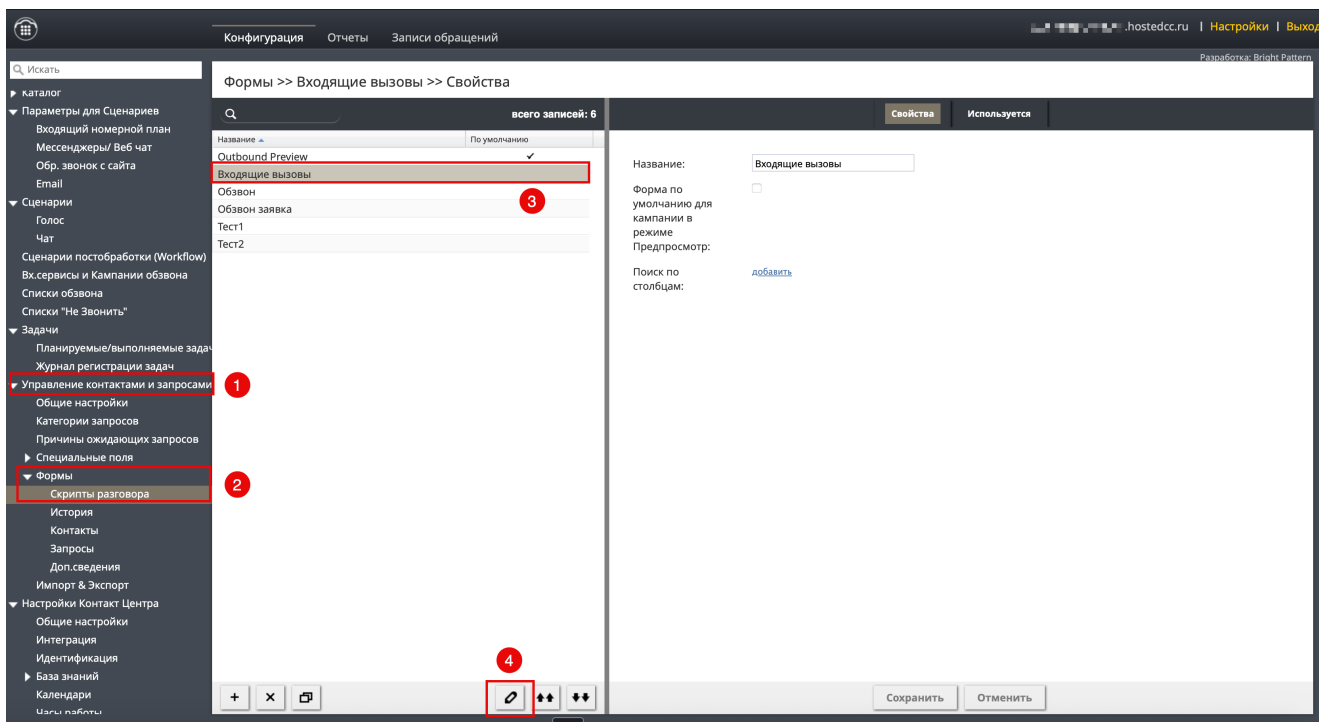 .hostedcc.ru | Настройки | Выход
Конфигурация Отчеты Записи обращений
Разработка: Bright Pattern
Искать
Каталог
Параметры для Сценариев
Входящий номерной план
Мессенджеры/ Веб чат
Обр. звонок с сайта
Email
Сценарии
Голос
Чат
Сценарии постобработки (Workflow)
Вх.сервисы и Кампании обзвона
Списки обзвона
Списки "Не Звонить"
Задачи
Планируемые/выполняемые задач
Журнал регистрации задач
Управление контактами и запросами
1
Общие настройки
Категории запросов
Причины ожидающих запросов
Специальные поля
Формы
2
Скрипты разговора
История
Контакты
Запросы
Доп.сведения
Импорт & Экспорт
Настройки Контакт Центра
Общие настройки
Интеграция
Идентификация
База знаний
Календари
Часы работы
Формы >> Входящие вызовы >> Свойства
всего записей: 6
Название По умолчанию
Outbound Preview ✔
Входящие вызовы
3
Обзвон
Обзвон заявка
Тест1
Тест2
4
Свойства Используется
Название: Входящие вызовы
Форма по
умолчанию для
кампании в
режиме
Предпросмотр:
Поиск по добавить
столбцам:
Сохранить Отменить